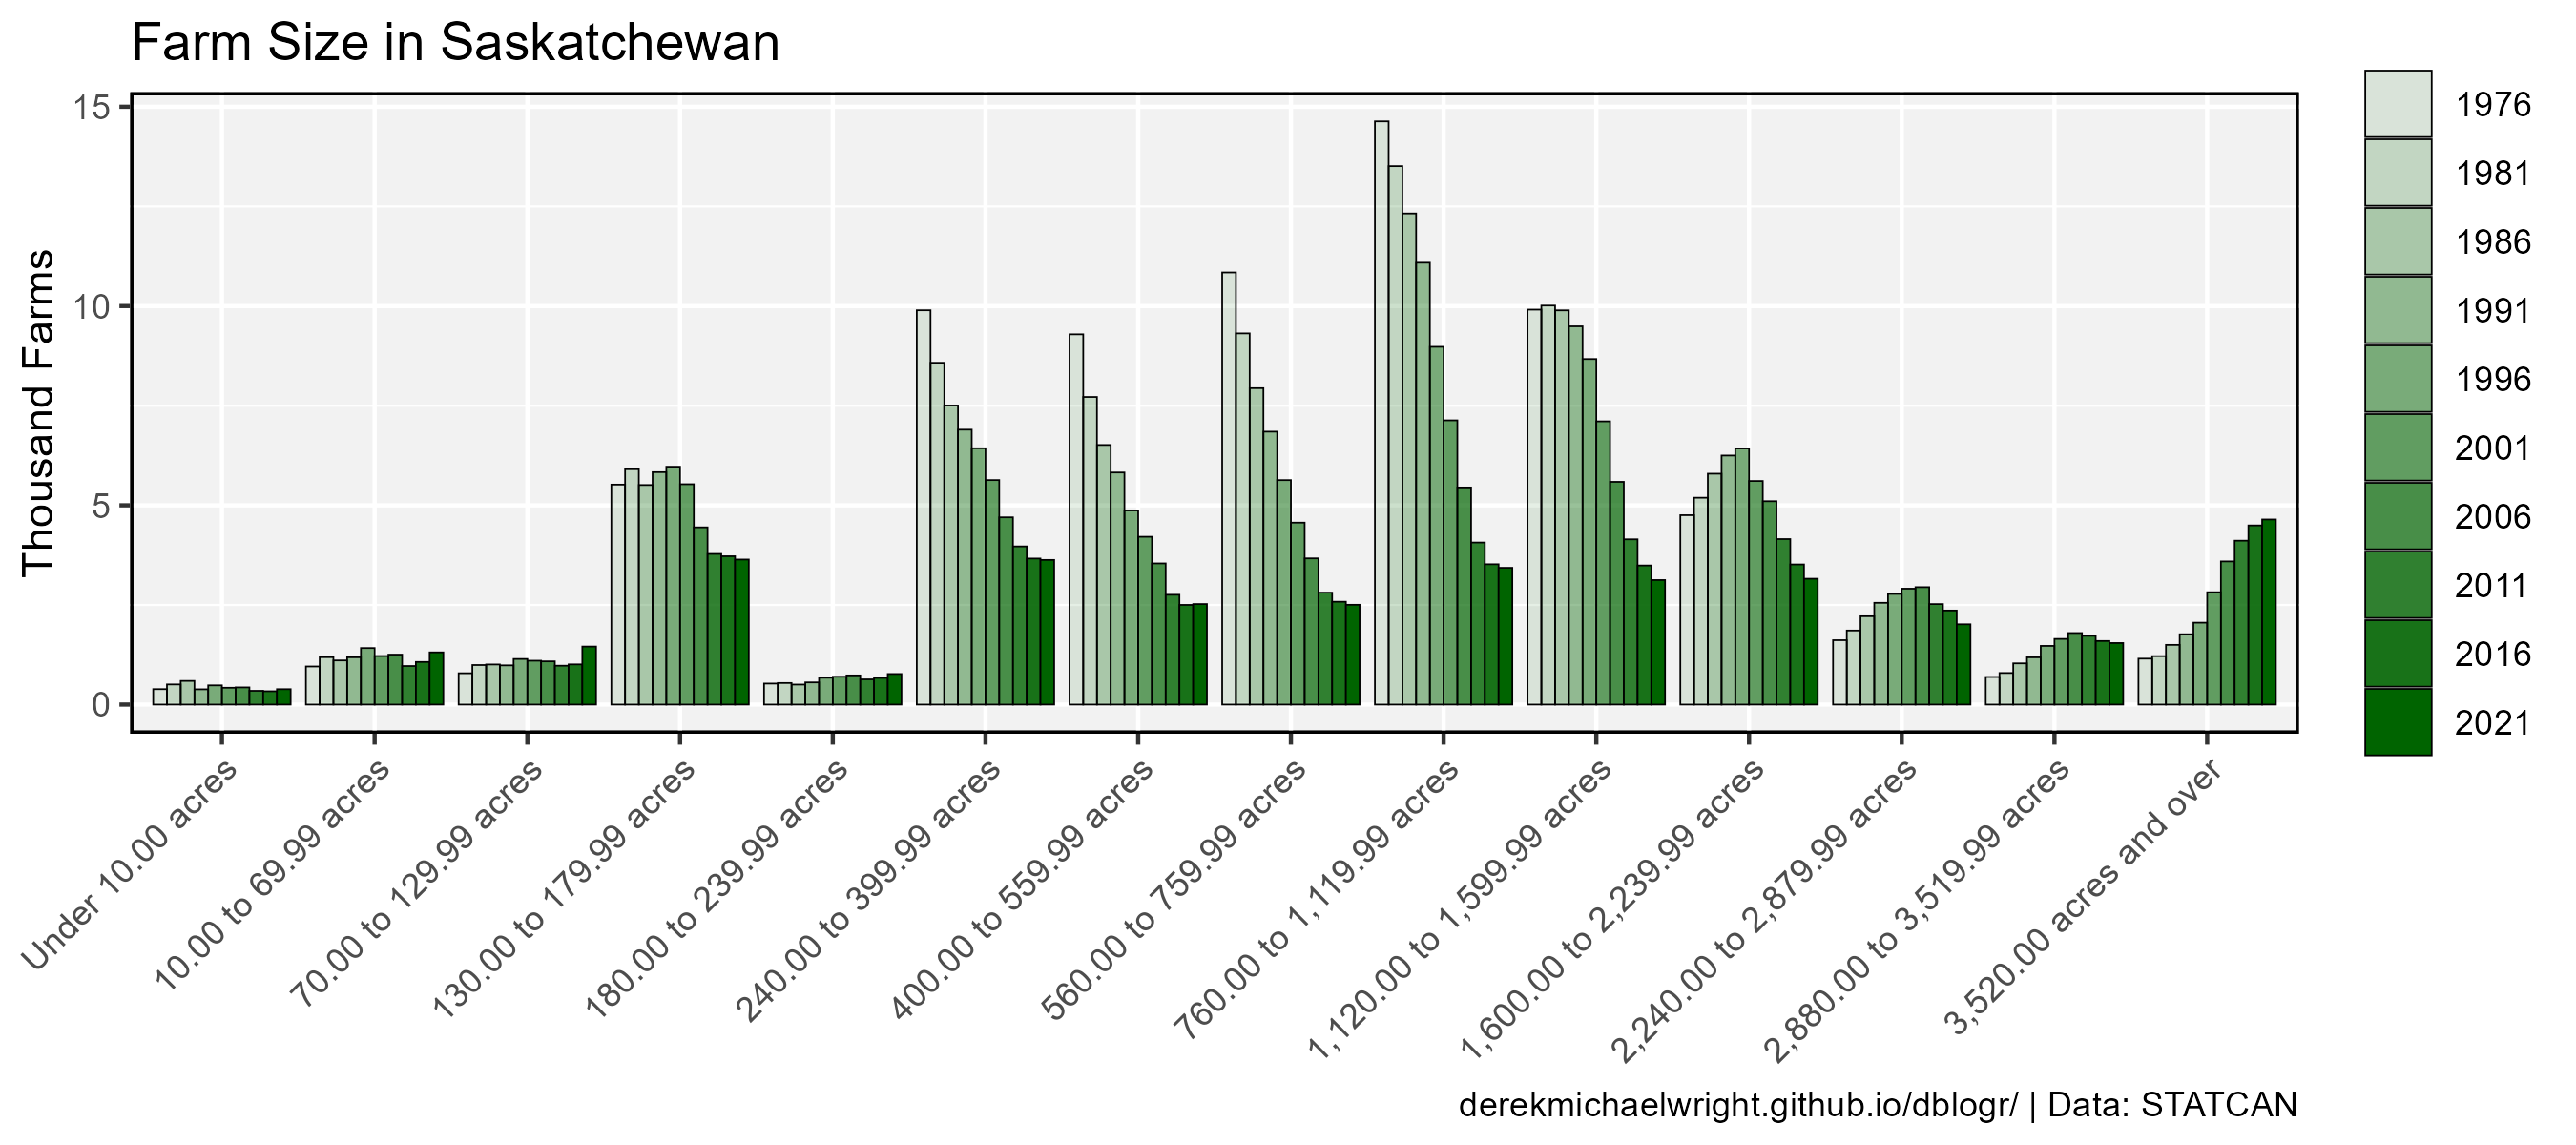 Farm Size in Saskatchewan
Thousand Farms
15
10
5
0
Under 10.00 acres
10.00 to 69.99 acres
70.00 to 129.99 acres
130.00 to 179.99 acres
180.00 to 239.999 acres
240.00 to 399.99 acres
400.00 to 559.99 acres
560.00 to 759.99 acres
760.00 to 1,119.99 acres
1,120.00 to 1,599.99 acres
1,600.00 to 2,239.99 acres
2,240.00 to 2,879.99 acres
2,880.00 to 3,519.99 acres
3,520.00 acres and over
1976
1981
1986
1991
1996
2001
2006
2011
2016
2021
derekmichaelwright.github.io/dblogr/ | Data: STATCAN